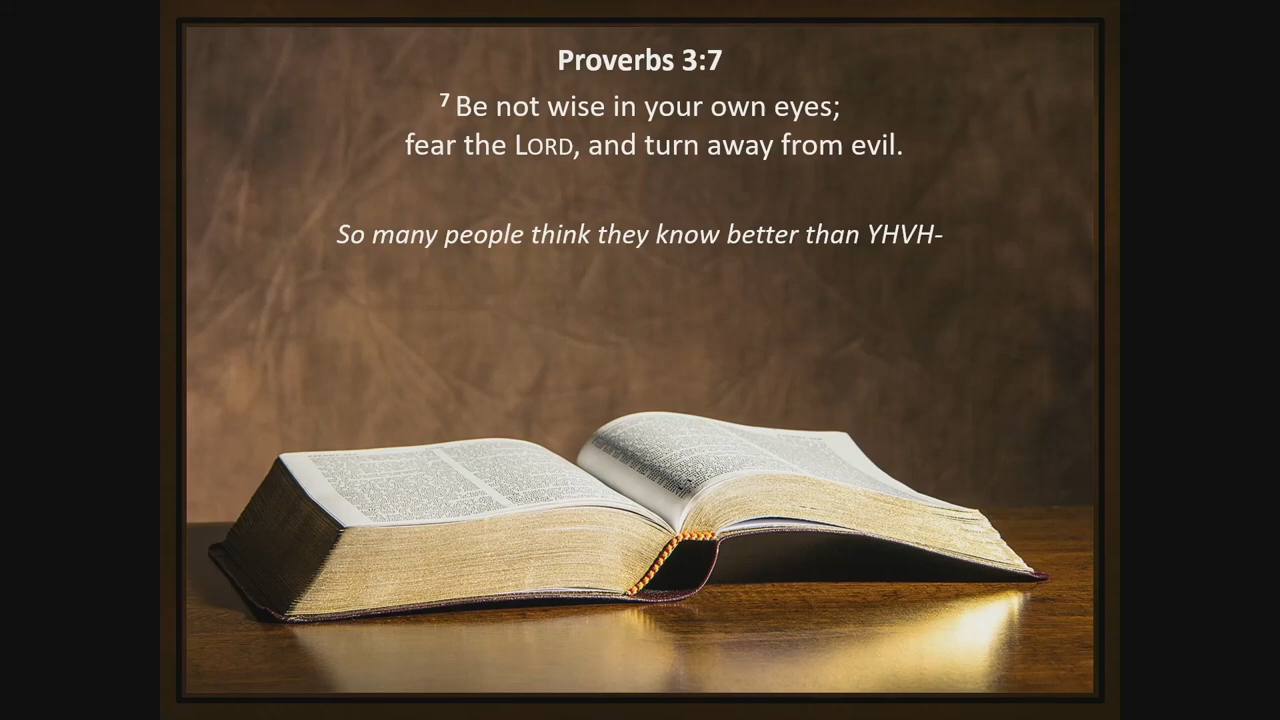 Proverbs 3:7
⁷ Be not wise in your own eyes;
fear the LORD, and turn away from evil.
So many people think they know better than YHVH-